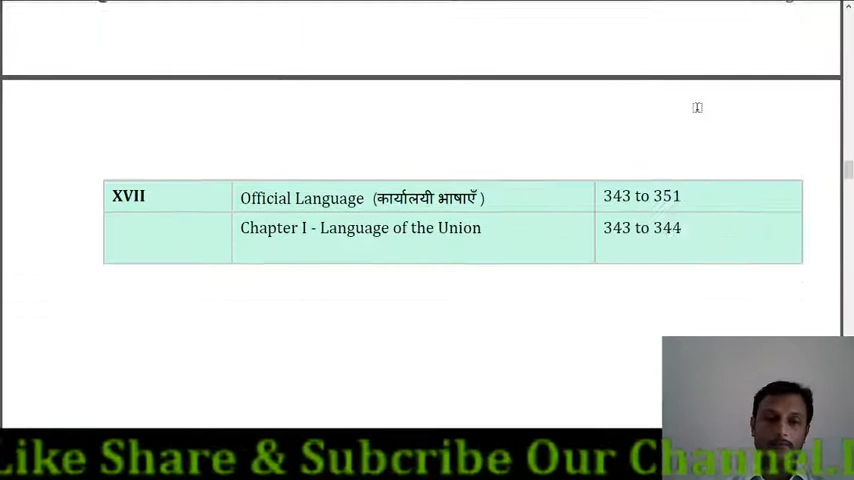 XVII Official Language (कार्यालयी भाषाएँ ) 343 to 351
Chapter I - Language of the Union 343 to 344
Like Share & Subcribe Our Channel.